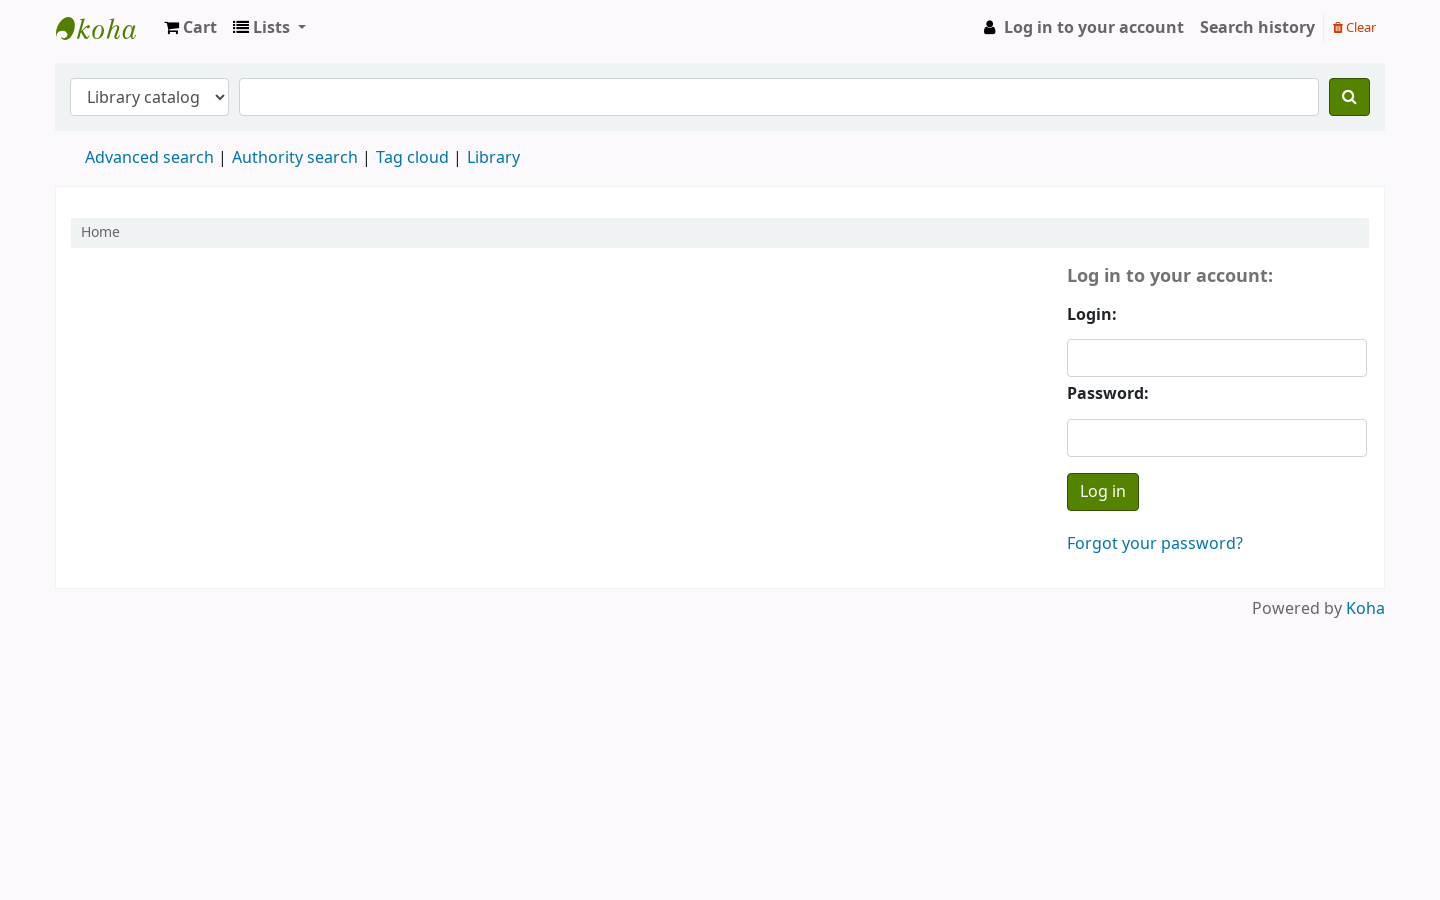 koha Cart Lists Log in to your account Search history Clear
Library catalog
Advanced search | Authority search | Tag cloud | Library
Home
Log in to your account:
Login:
Password:
Log in
Forgot your password?
Powered by Koha